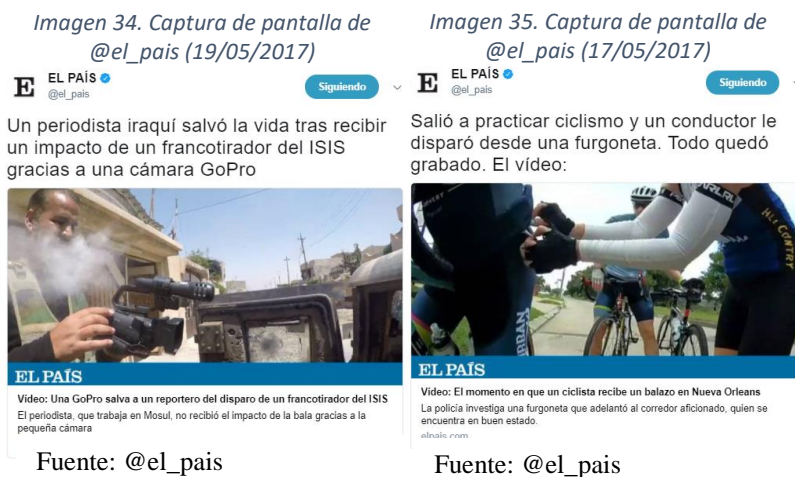 Imagen 34. Captura de pantalla de
@el_pais (19/05/2017)
E EL PAÍS
@el_pais
Siguiendo
Un periodista iraquí salvó la vida tras recibir
un impacto de un francotirador del ISIS
gracias a una cámara GoPro
EL PAÍS
Vídeo: Una GoPro salva a un reportero del disparo de un francotirador del ISIS
El periodista, que trabaja en Mosul, no recibió el impacto de la bala gracias a la
pequeña cámara
Fuente: @el_pais
Imagen 35. Captura de pantalla de
@el_pais (17/05/2017)
E EL PAÍS
@el_pais
Siguiendo
Salió a practicar ciclismo y un conductor le
disparó desde una furgoneta. Todo quedó
grabado. El vídeo:
EL PAÍS
Vídeo: El momento en que un ciclista recibe un balazo en Nueva Orleans
La policía investiga una furgoneta que adelantó al corredor aficionado, quien se
encuentra en buen estado.
elpais.com
Fuente: @el_pais